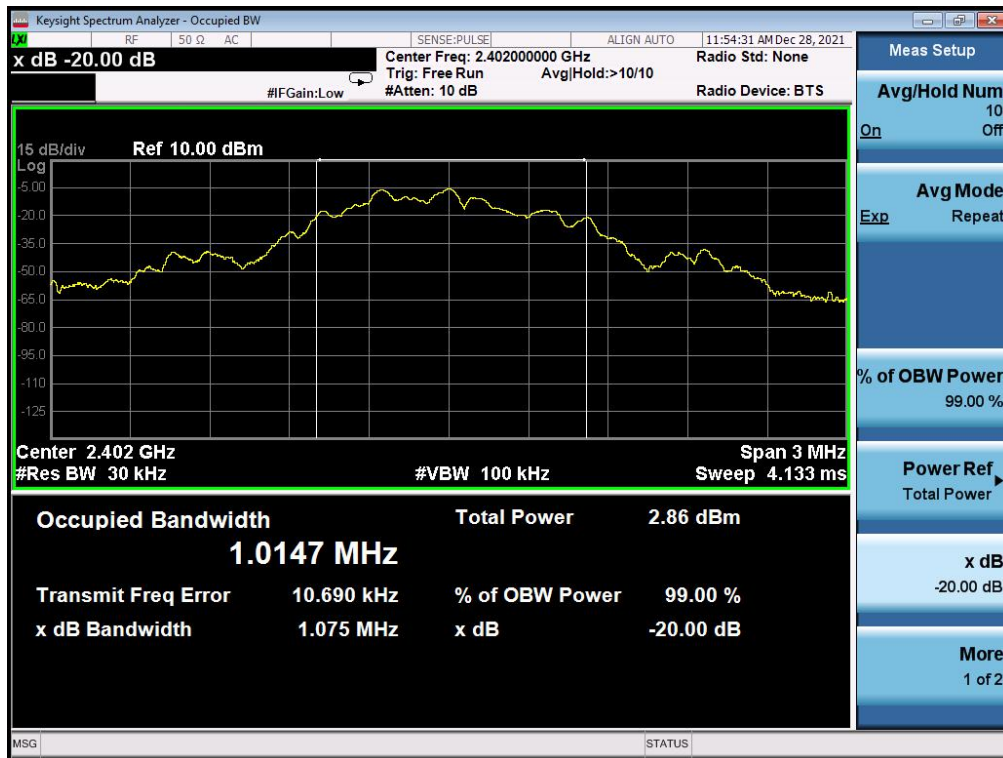 Keysight Spectrum Analyzer - Occupied BW
LXI RF 50 Ω AC SENSE:PULSE ALIGN AUTO 11:54:31 AM Dec 28, 2021
x dB -20.00 dB
Center Freq: 2.402000000 GHz Radio Std: None
Trig: Free Run Avg|Hold:>10/10
#IFGain:Low #Atten: 10 dB Radio Device: BTS
15 dB/div Ref 10.00 dBm
Log
-5.00
-20.0
-35.0
-50.0
-65.0
-80.0
-95.0
-110
-125
Center 2.402 GHz Span 3 MHz
#Res BW 30 kHz #VBW 100 kHz Sweep 4.133 ms
Occupied Bandwidth Total Power 2.86 dBm
1.0147 MHz
Transmit Freq Error 10.690 kHz % of OBW Power 99.00 %
x dB Bandwidth 1.075 MHz x dB -20.00 dB
MSG STATUS
Meas Setup
Avg/Hold Num
10
On Off
Avg Mode
Exp Repeat
% of OBW Power
99.00 %
Power Ref
Total Power
x dB
-20.00 dB
More
1 of 2